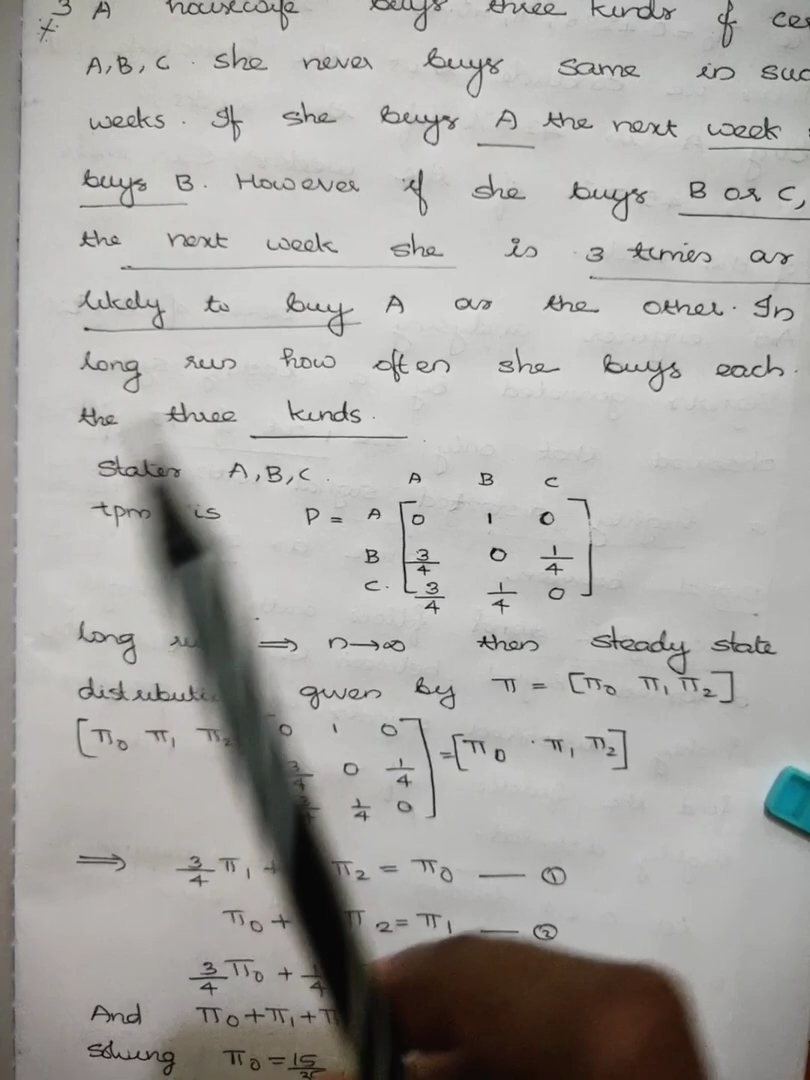 3 A housewife buys three kinds of
A, B, C. she never buys same in
weeks. If she buys A the next week
buys B. However if she buys B or C,
the next week she is 3 times as
likely to buy A as the other. In
long run how often she buys each.
the three kinds.
States A, B, C. A B C
tpm is P = A [0 1 0]
B 3/4 0 1/4
C. 3/4 1/4 0
long ⟹ n→∞ then steady state
given by π = [π0 π1 π2]
[π0 π1 π2 0 1 0] = [π0 · π1 π2]
0 1/4
1/4 0
⟹ 3/4 π1 + π2 = π0 — ①
π0 + π2 = π1 — ②
3/4 π0 +
And π0 + π1 +
Solving π0 = 15/